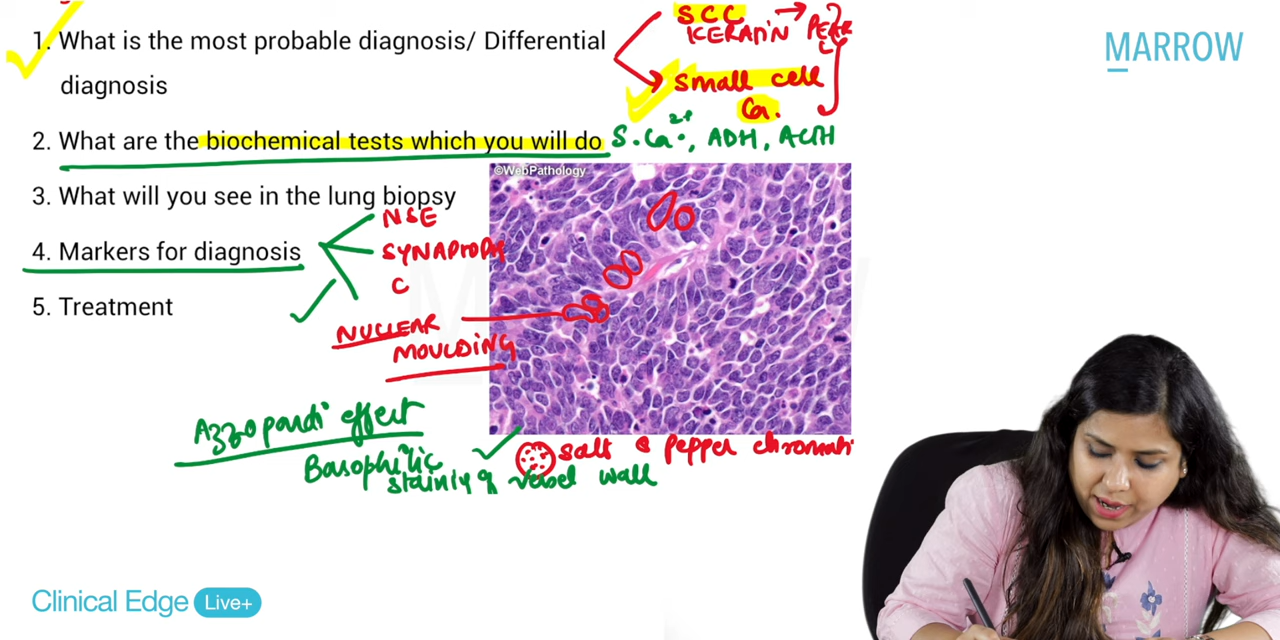 SCC
KERATIN → PEAR
L
MARROW
1. What is the most probable diagnosis/ Differential
diagnosis
Small cell
Ca.
2. What are the biochemical tests which you will do
S.Ca2+, ADH, ACTH
©WebPathology
3. What will you see in the lung biopsy
NSE
4. Markers for diagnosis
SYNAPTOPH
C
5. Treatment
NUCLEAR
MOULDING
Azzopardi effect
Basophilic
salt & pepper chromati
staining of vessel wall
Clinical Edge Live+